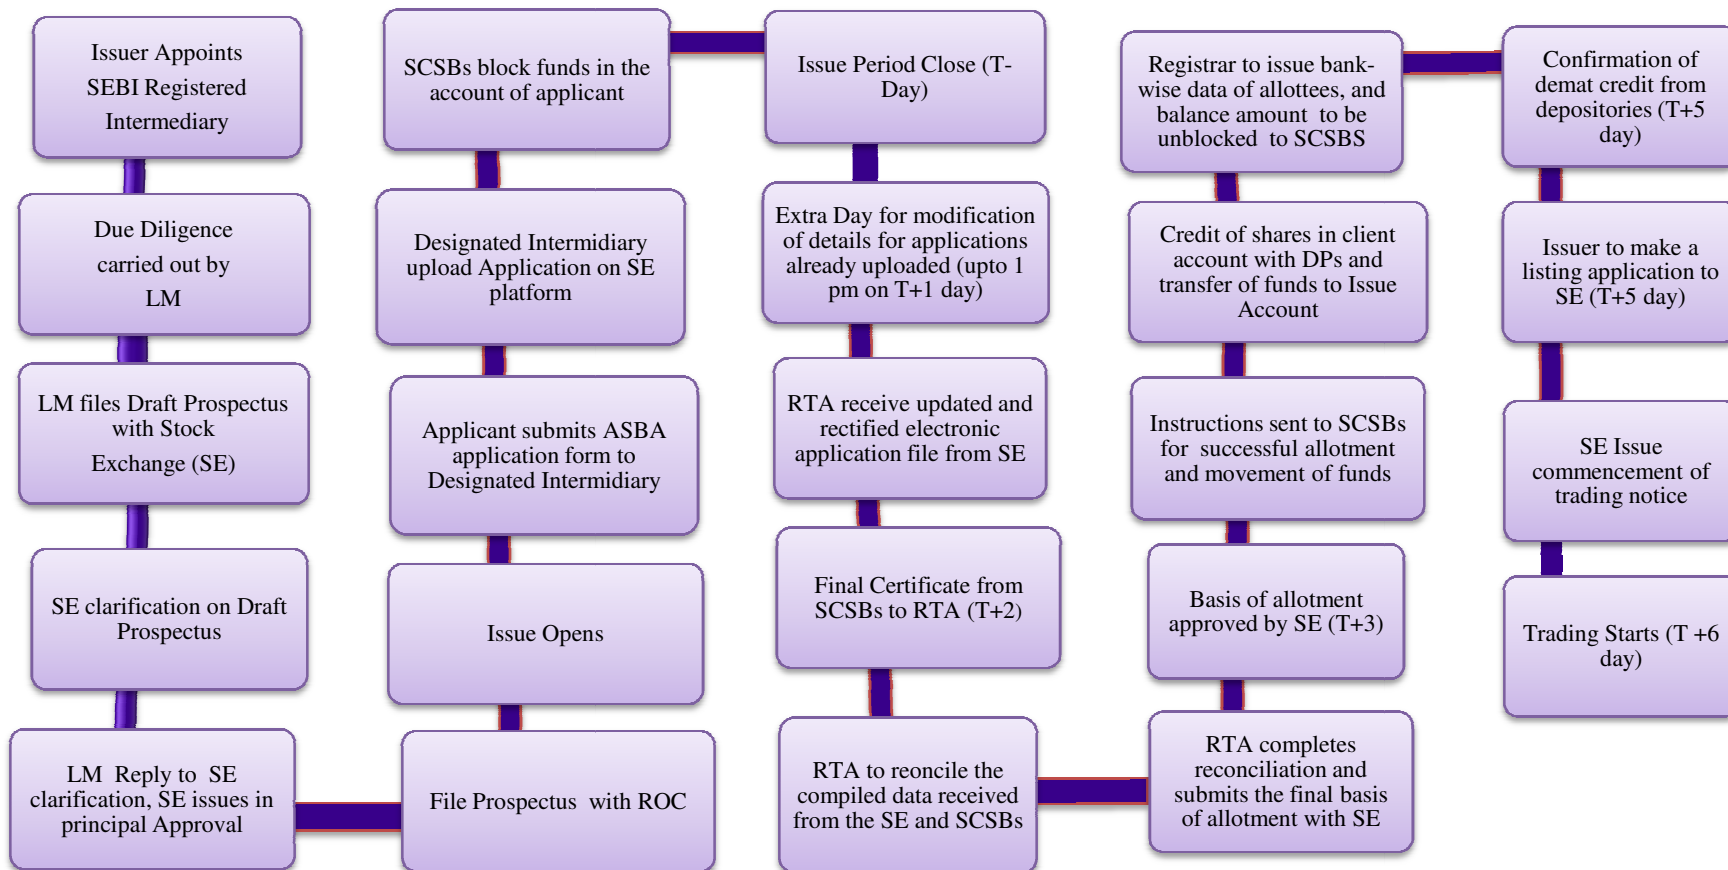 Issuer Appoints
SEBI Registered
Intermediary
Due Diligence
carried out by
LM
LM files Draft Prospectus
with Stock
Exchange (SE)
SE clarification on Draft
Prospectus
LM Reply to SE
clarification, SE issues in
principal Approval
File Prospectus with ROC
Issue Opens
Applicant submits ASBA
application form to
Designated Intermidiary
Designated Intermidiary
upload Application on SE
platform
SCSBs block funds in the
account of applicant
Issue Period Close (T-
Day)
Extra Day for modification
of details for applications
already uploaded (upto 1
pm on T+1 day)
RTA receive updated and
rectified electronic
application file from SE
Final Certificate from
SCSBs to RTA (T+2)
RTA to reconcile the
compiled data received
from the SE and SCSBs
RTA completes
reconciliation and
submits the final basis
of allotment with SE
Basis of allotment
approved by SE (T+3)
Instructions sent to SCSBs
for successful allotment
and movement of funds
Credit of shares in client
account with DPs and
transfer of funds to Issue
Account
Registrar to issue bank-
wise data of allottees, and
balance amount to be
unblocked to SCSBS
Confirmation of
demat credit from
depositories (T+5
day)
Issuer to make a
listing application to
SE (T+5 day)
SE Issue
commencement of
trading notice
Trading Starts (T +6
day)